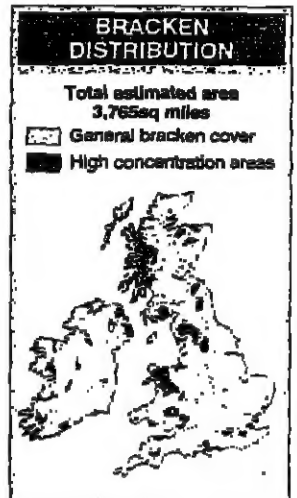 BRACKEN
DISTRIBUTION
Total estimated area
3,765sq miles
General bracken cover
High concentration areas